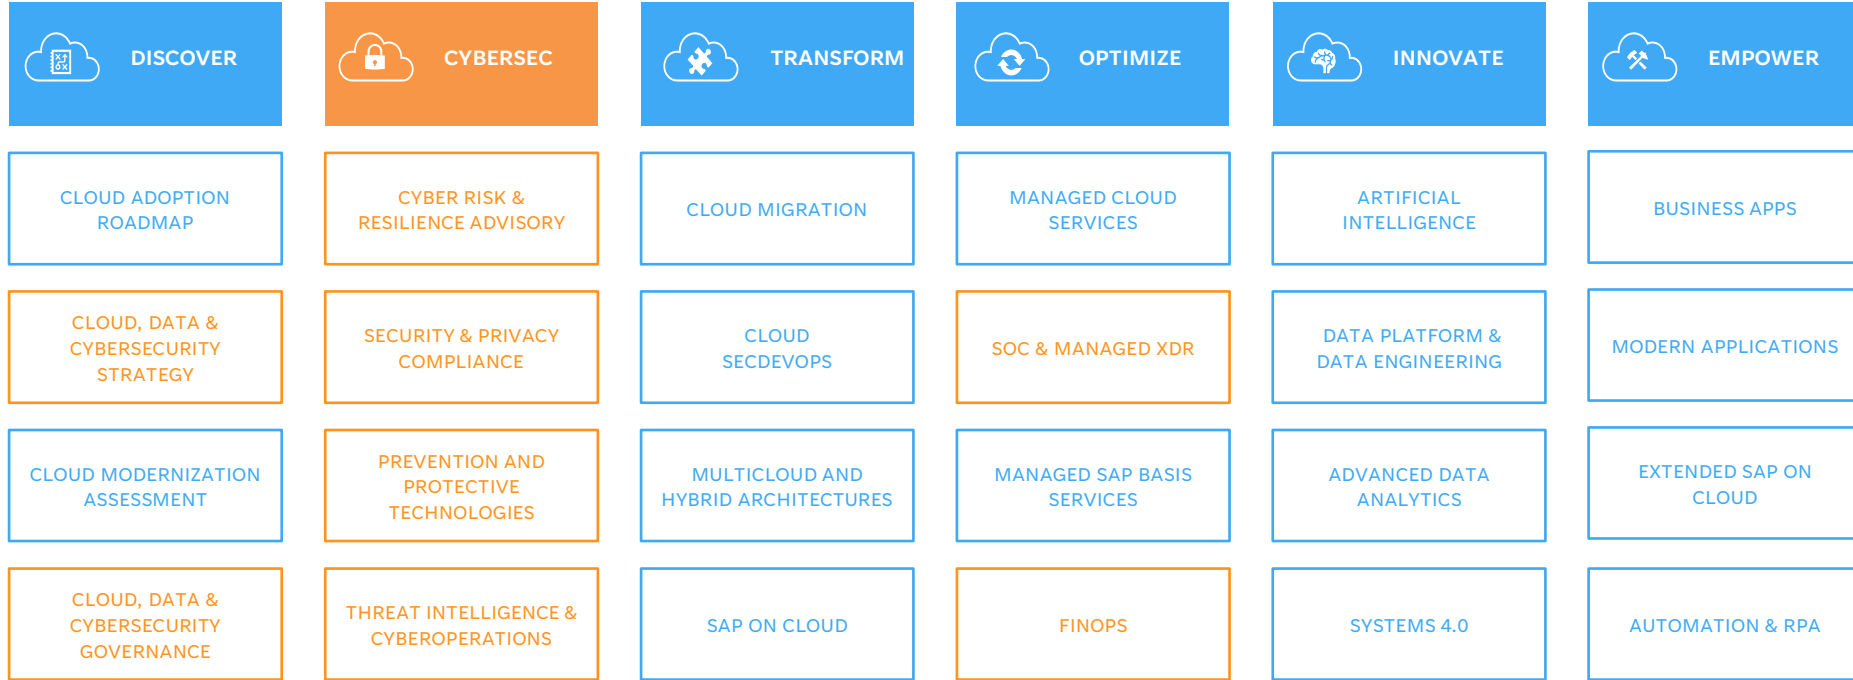 DISCOVER
CYBERSEC
TRANSFORM
OPTIMIZE
INNOVATE
EMPOWER
CLOUD ADOPTION
ROADMAP
CYBER RISK &
RESILIENCE ADVISORY
CLOUD MIGRATION
MANAGED CLOUD
SERVICES
ARTIFICIAL
INTELLIGENCE
BUSINESS APPS
CLOUD, DATA &
CYBERSECURITY
STRATEGY
SECURITY & PRIVACY
COMPLIANCE
CLOUD
SECDEVOPS
SOC & MANAGED XDR
DATA PLATFORM &
DATA ENGINEERING
MODERN APPLICATIONS
CLOUD MODERNIZATION
ASSESSMENT
PREVENTION AND
PROTECTIVE
TECHNOLOGIES
MULTICLOUD AND
HYBRID ARCHITECTURES
MANAGED SAP BASIS
SERVICES
ADVANCED DATA
ANALYTICS
EXTENDED SAP ON
CLOUD
CLOUD, DATA &
CYBERSECURITY
GOVERNANCE
THREAT INTELLIGENCE &
CYBEROPERATIONS
SAP ON CLOUD
FINOPS
SYSTEMS 4.0
AUTOMATION & RPA